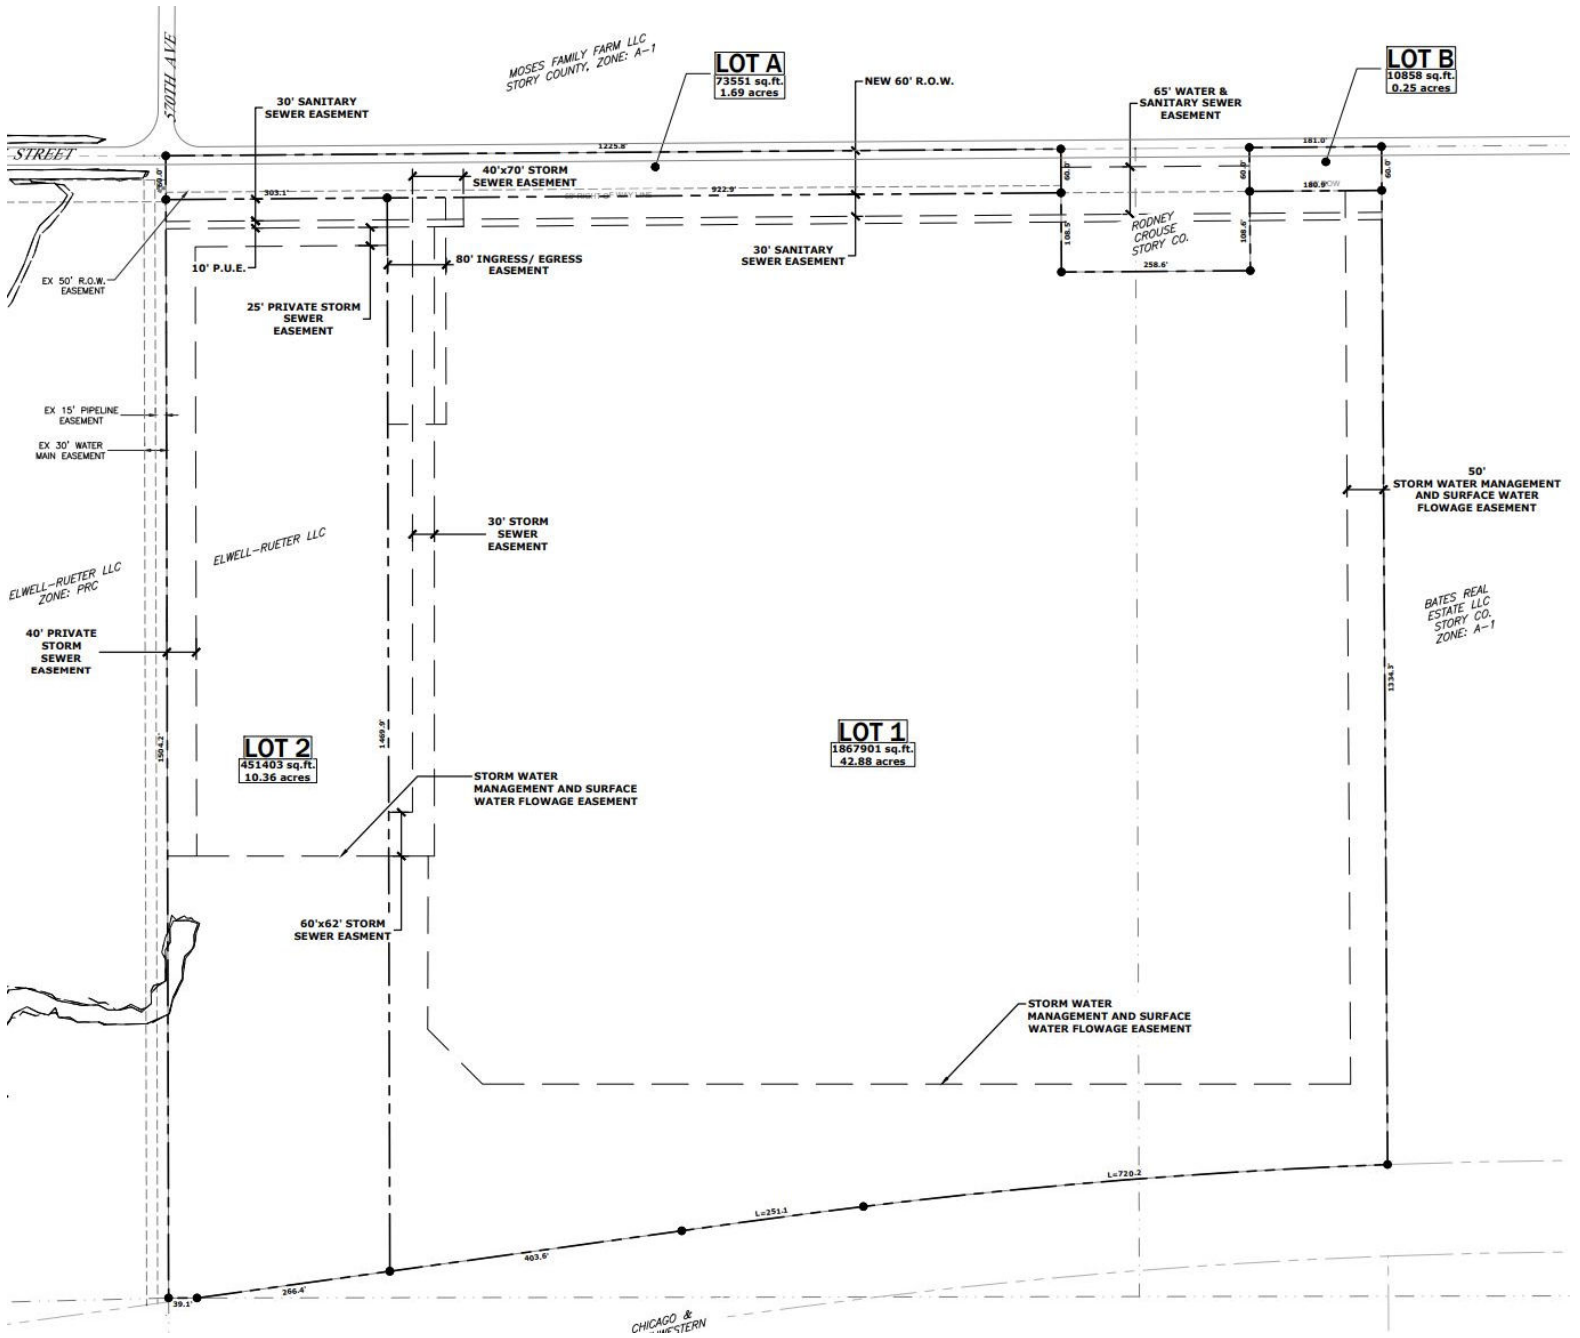 570TH AVE
MOSES FAMILY FARM LLC
STORY COUNTY, ZONE: A-1
LOT A
73551 sq.ft.
1.69 acres
LOT B
10858 sq.ft.
0.25 acres
NEW 60' R.O.W.
65' WATER &
SANITARY SEWER
EASEMENT
30' SANITARY
SEWER EASEMENT
STREET
1225.8'
181.0'
60.0'
60.0'
60.0'
60.0'
40'x70' STORM
SEWER EASEMENT
303.1'
922.9'
180.9'
ROW
RODNEY
CROUSE
STORY CO.
108.5'
108.6'
258.6'
10' P.U.E.
80' INGRESS/ EGRESS
EASEMENT
30' SANITARY
SEWER EASEMENT
EX 50' R.O.W.
EASEMENT
25' PRIVATE STORM
SEWER
EASEMENT
EX 15' PIPELINE
EASEMENT
EX 30' WATER
MAIN EASEMENT
50'
STORM WATER MANAGEMENT
AND SURFACE WATER
FLOWAGE EASEMENT
30' STORM
SEWER
EASEMENT
ELWELL-RUETER LLC
ELWELL-RUETER LLC
ZONE: PRC
BATES REAL
ESTATE LLC
STORY CO.
ZONE: A-1
40' PRIVATE
STORM
SEWER
EASEMENT
1334.3'
1504.2'
1469.9'
LOT 2
451403 sq.ft.
10.36 acres
LOT 1
1867901 sq.ft.
42.88 acres
STORM WATER
MANAGEMENT AND SURFACE
WATER FLOWAGE EASEMENT
60'x62' STORM
SEWER EASMENT
STORM WATER
MANAGEMENT AND SURFACE
WATER FLOWAGE EASEMENT
L=720.2
L=251.1
403.6'
266.4'
39.1'
CHICAGO &